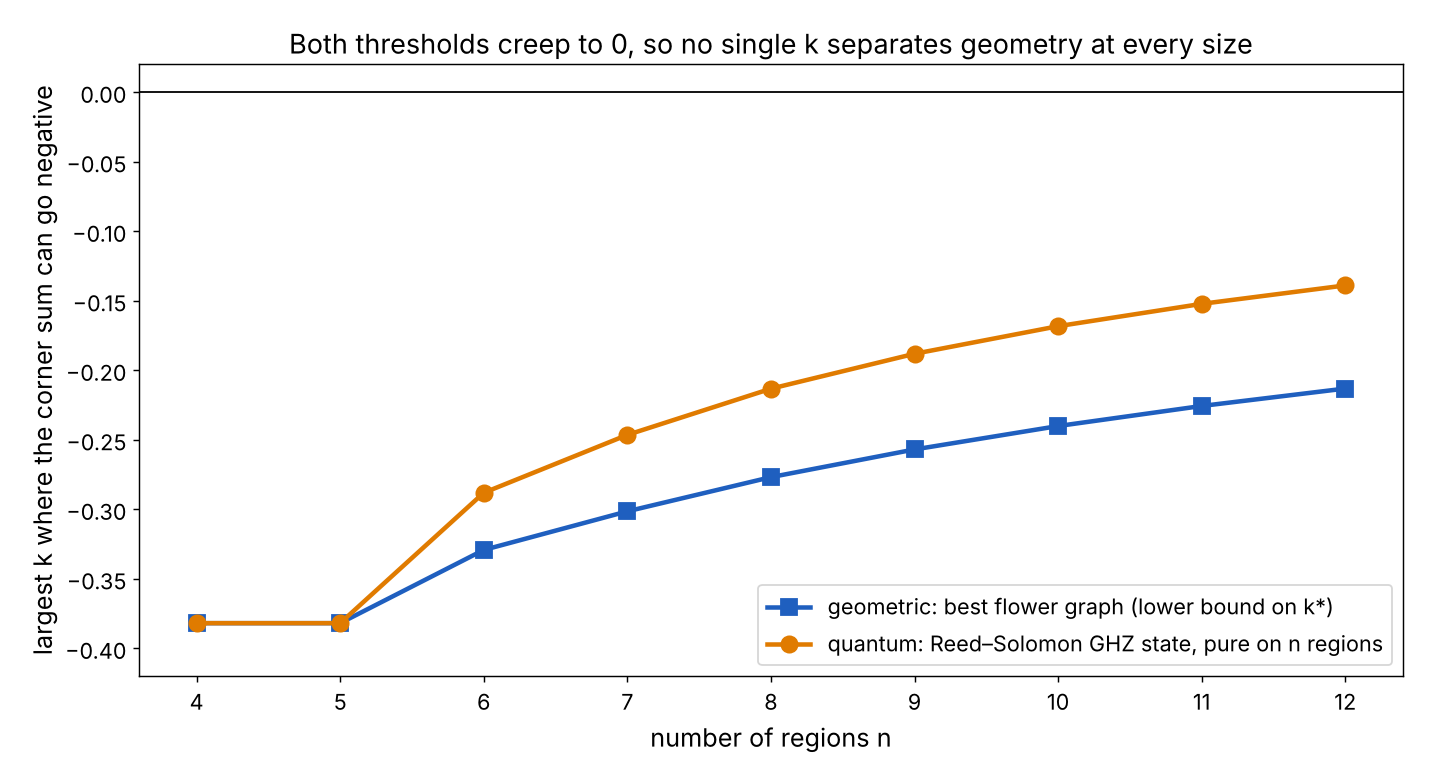 Both thresholds creep to 0, so no single k separates geometry at every size
largest k where the corner sum can go negative
0.00
−0.05
−0.10
−0.15
−0.20
−0.25
−0.30
−0.35
−0.40
geometric: best flower graph (lower bound on k*)
quantum: Reed–Solomon GHZ state, pure on n regions
4 5 6 7 8 9 10 11 12
number of regions n